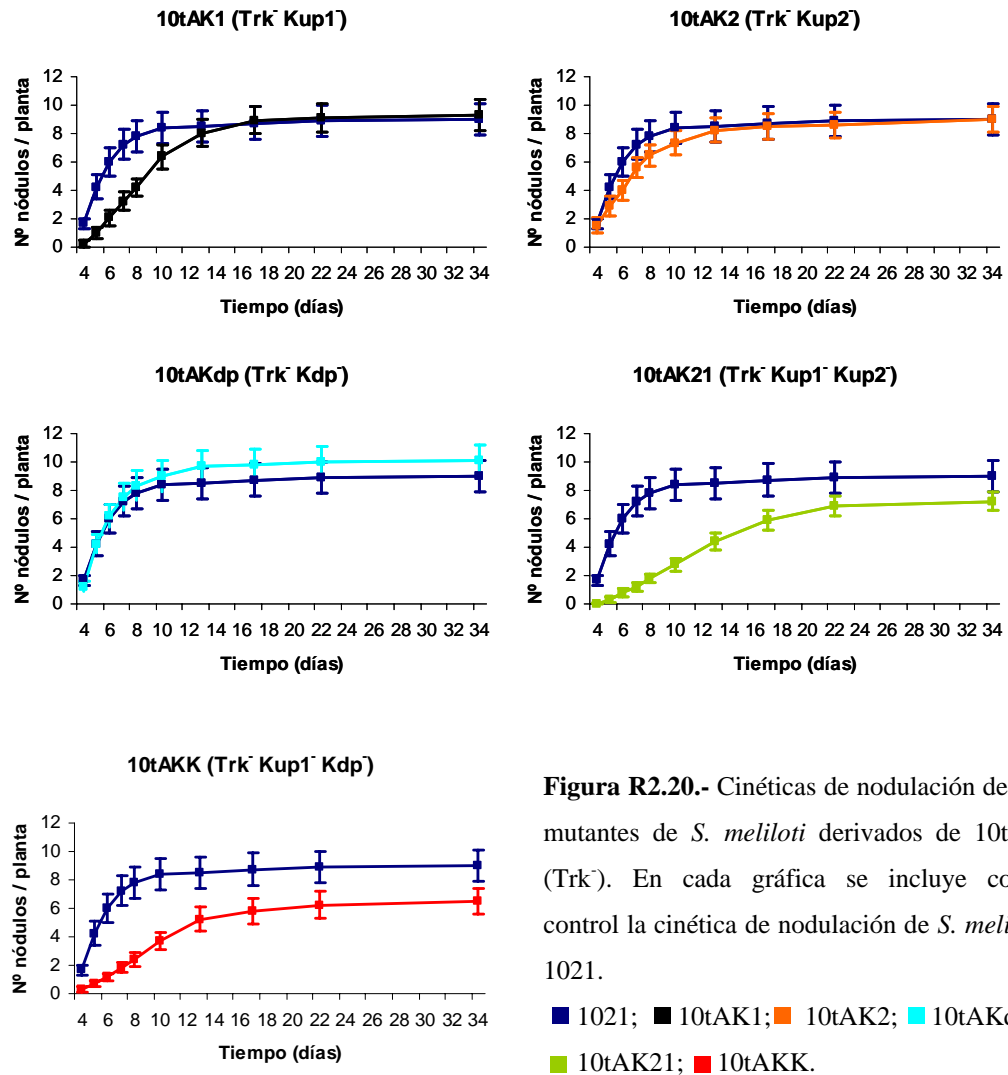 10tAK1 (Trk⁻ Kup1⁻)
Nº nódulos / planta
12
10
8
6
4
2
0
4 6 8 10 12 14 16 18 20 22 24 26 28 30 32 34
Tiempo (días)
10tAK2 (Trk⁻ Kup2⁻)
Nº nódulos / planta
12
10
8
6
4
2
0
4 6 8 10 12 14 16 18 20 22 24 26 28 30 32 34
Tiempo (días)
10tAKdp (Trk⁻ Kdp⁻)
Nº nódulos / planta
12
10
8
6
4
2
0
4 6 8 10 12 14 16 18 20 22 24 26 28 30 32 34
Tiempo (días)
10tAK21 (Trk⁻ Kup1⁻ Kup2⁻)
Nº nódulos / planta
12
10
8
6
4
2
0
4 6 8 10 12 14 16 18 20 22 24 26 28 30 32 34
Tiempo (días)
10tAKK (Trk⁻ Kup1⁻ Kdp⁻)
Nº nódulos / planta
12
10
8
6
4
2
0
4 6 8 10 12 14 16 18 20 22 24 26 28 30 32 34
Tiempo (días)
Figura R2.20.- Cinéticas de nodulación de
mutantes de S. meliloti derivados de 10t
(Trk⁻). En cada gráfica se incluye co
control la cinética de nodulación de S. meli
1021.
1021; 10tAK1; 10tAK2; 10tAK
10tAK21; 10tAKK.